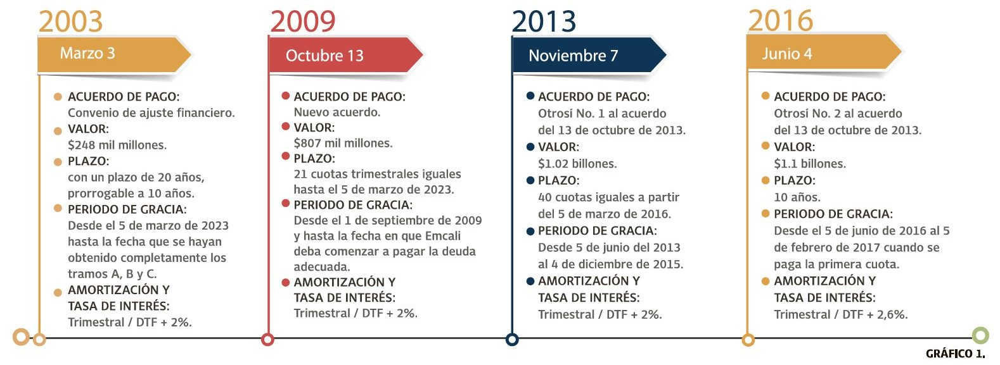 2003
Marzo 3
ACUERDO DE PAGO:
Convenio de ajuste financiero.
VALOR:
$248 mil millones.
PLAZO:
con un plazo de 20 años,
prorrogable a 10 años.
PERIODO DE GRACIA:
Desde el 5 de marzo de 2023
hasta la fecha que se hayan
obtenido completamente los
tramos A, B y C.
AMORTIZACIÓN Y
TASA DE INTERÉS:
Trimestral / DTF + 2%.
2009
Octubre 13
ACUERDO DE PAGO:
Nuevo acuerdo.
VALOR:
$807 mil millones.
PLAZO:
21 cuotas trimestrales iguales
hasta el 5 de marzo de 2023.
PERIODO DE GRACIA:
Desde el 1 de septiembre de 2009
y hasta la fecha en que Emcali
deba comenzar a pagar la deuda
adecuada.
AMORTIZACIÓN Y
TASA DE INTERÉS:
Trimestral / DTF + 2%.
2013
Noviembre 7
ACUERDO DE PAGO:
Otrosí No. 1 al acuerdo
del 13 de octubre de 2013.
VALOR:
$1.02 billones.
PLAZO:
40 cuotas iguales a partir
del 5 de marzo de 2016.
PERIODO DE GRACIA:
Desde 5 de junio del 2013
al 4 de diciembre de 2015.
AMORTIZACIÓN Y
TASA DE INTERÉS:
Trimestral / DTF + 2%.
2016
Junio 4
ACUERDO DE PAGO:
Otrosí No. 2 al acuerdo
del 13 de octubre de 2013.
VALOR:
$1.1 billones.
PLAZO:
10 años.
PERIODO DE GRACIA:
Desde el 5 de junio de 2016 al 5
de febrero de 2017 cuando se
paga la primera cuota.
AMORTIZACIÓN Y
TASA DE INTERÉS:
Trimestral / DTF + 2,6%.
GRÁFICO 1.